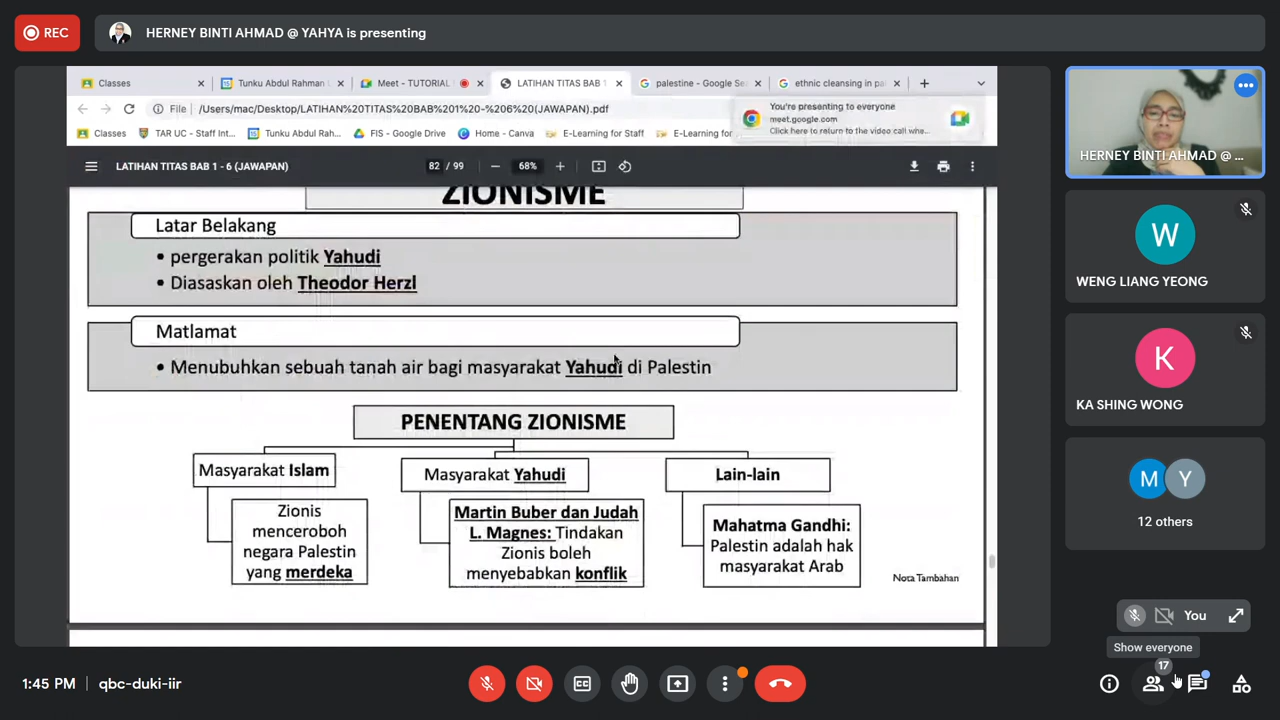 REC
HERNEY BINTI AHMAD @ YAHYA is presenting
Classes
Tunku Abdul Rahman
Meet - TUTORIAL
LATIHAN TITAS BAB 1
palestine - Google Se
ethnic cleansing in pa
File
/Users/mac/Desktop/LATIHAN%20TITAS%20BAB%201%20-%206%20(JAWAPAN).pdf
You're presenting to everyone
meet.google.com
Click here to return to the video call whe...
Classes
TAR UC - Staff Int...
Tunku Abdul Rah...
FIS - Google Drive
Home - Canva
E-Learning for Staff
E-Learning for
LATIHAN TITAS BAB 1 - 6 (JAWAPAN)
82 / 99
68%
ZIONISME
Latar Belakang
• pergerakan politik Yahudi
• Diasaskan oleh Theodor Herzl
Matlamat
• Menubuhkan sebuah tanah air bagi masyarakat Yahudi di Palestin
PENENTANG ZIONISME
Masyarakat Islam
Zionis
menceroboh
negara Palestin
yang merdeka
Masyarakat Yahudi
Martin Buber dan Judah
L. Magnes: Tindakan
Zionis boleh
menyebabkan konflik
Lain-lain
Mahatma Gandhi:
Palestin adalah hak
masyarakat Arab
Nota Tambahan
HERNEY BINTI AHMAD @ ...
W
WENG LIANG YEONG
K
KA SHING WONG
M
Y
12 others
You
Show everyone
17
1:45 PM
qbc-duki-iir